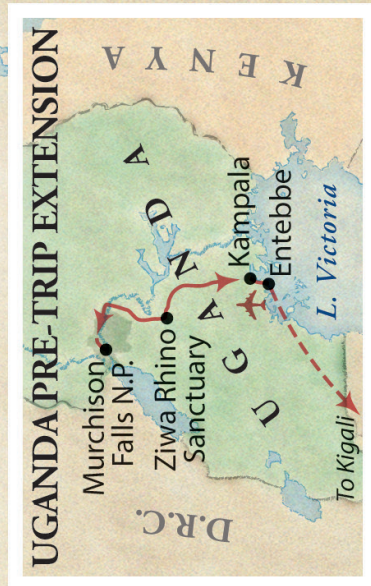 UGANDA PRE-TRIP EXTENSION
KENYA
UGANDA
Murchison
Falls N.P.
Ziwa Rhino
Sanctuary
Kampala
Entebbe
L. Victoria
D.R.C.
To Kigali